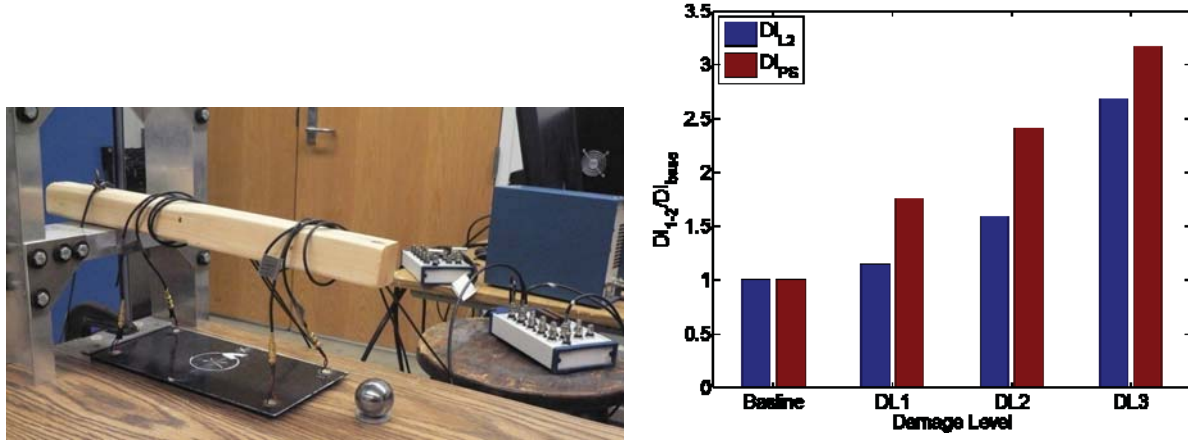 3.5
3
2.5
2
1.5
1
0.5
0
DI_L2
DI_PS
DI_1-2/DI_base
Basline DL1 DL2 DL3
Damage Level